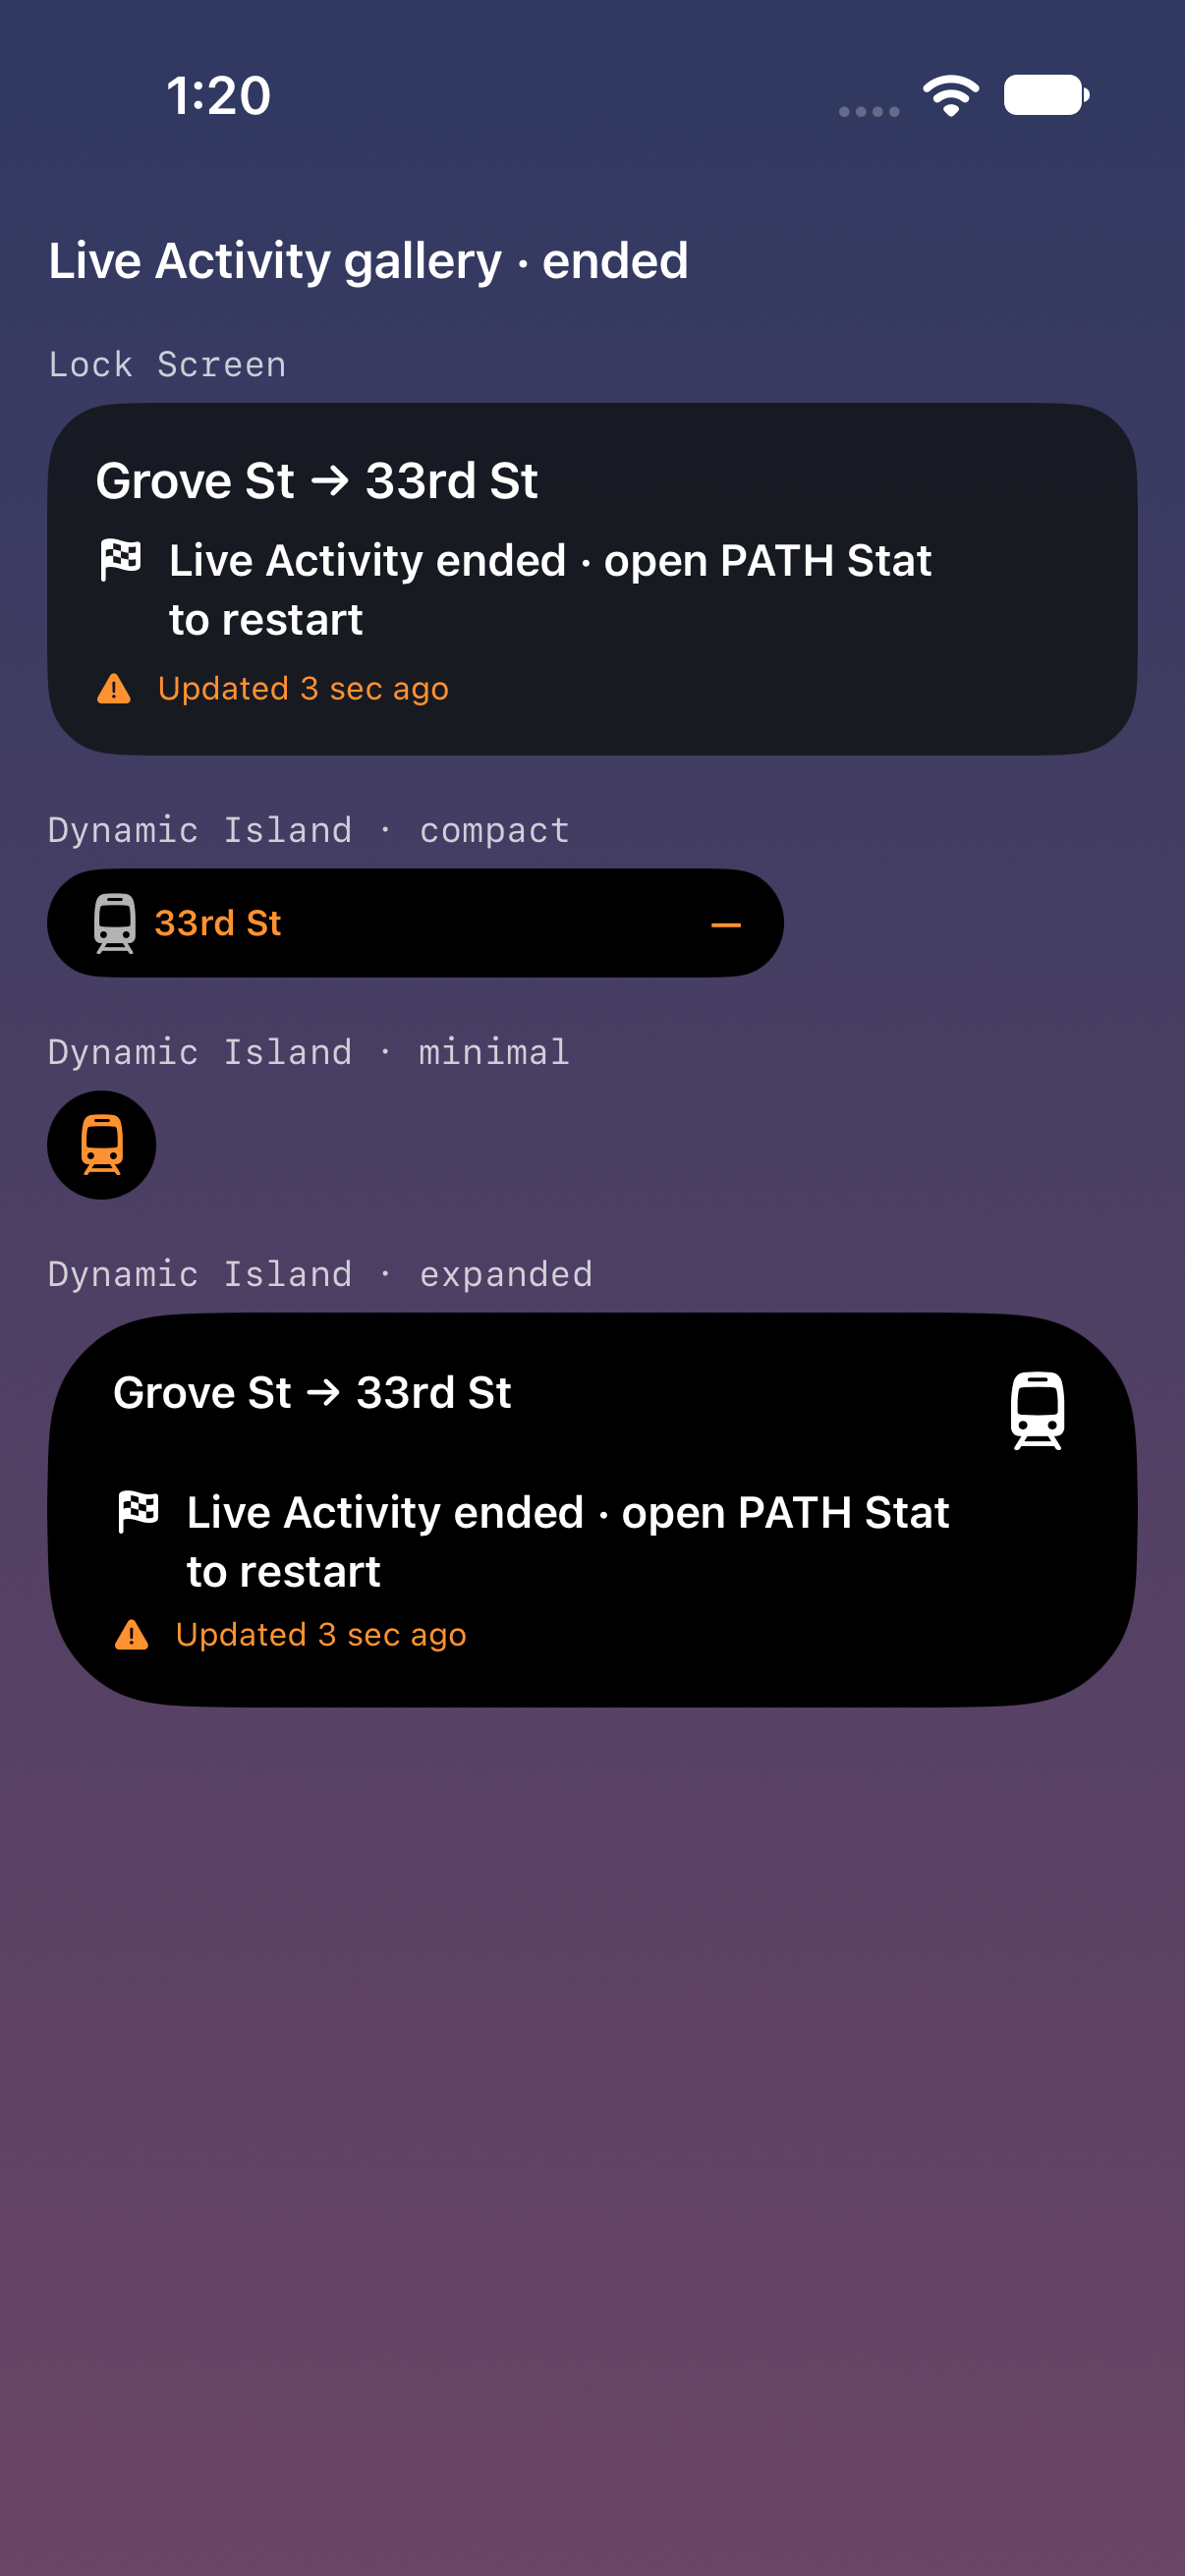 1:20
Live Activity gallery · ended
Lock Screen
Grove St → 33rd St
Live Activity ended · open PATH Stat
to restart
Updated 3 sec ago
Dynamic Island · compact
33rd St –
Dynamic Island · minimal
Dynamic Island · expanded
Grove St → 33rd St
Live Activity ended · open PATH Stat
to restart
Updated 3 sec ago